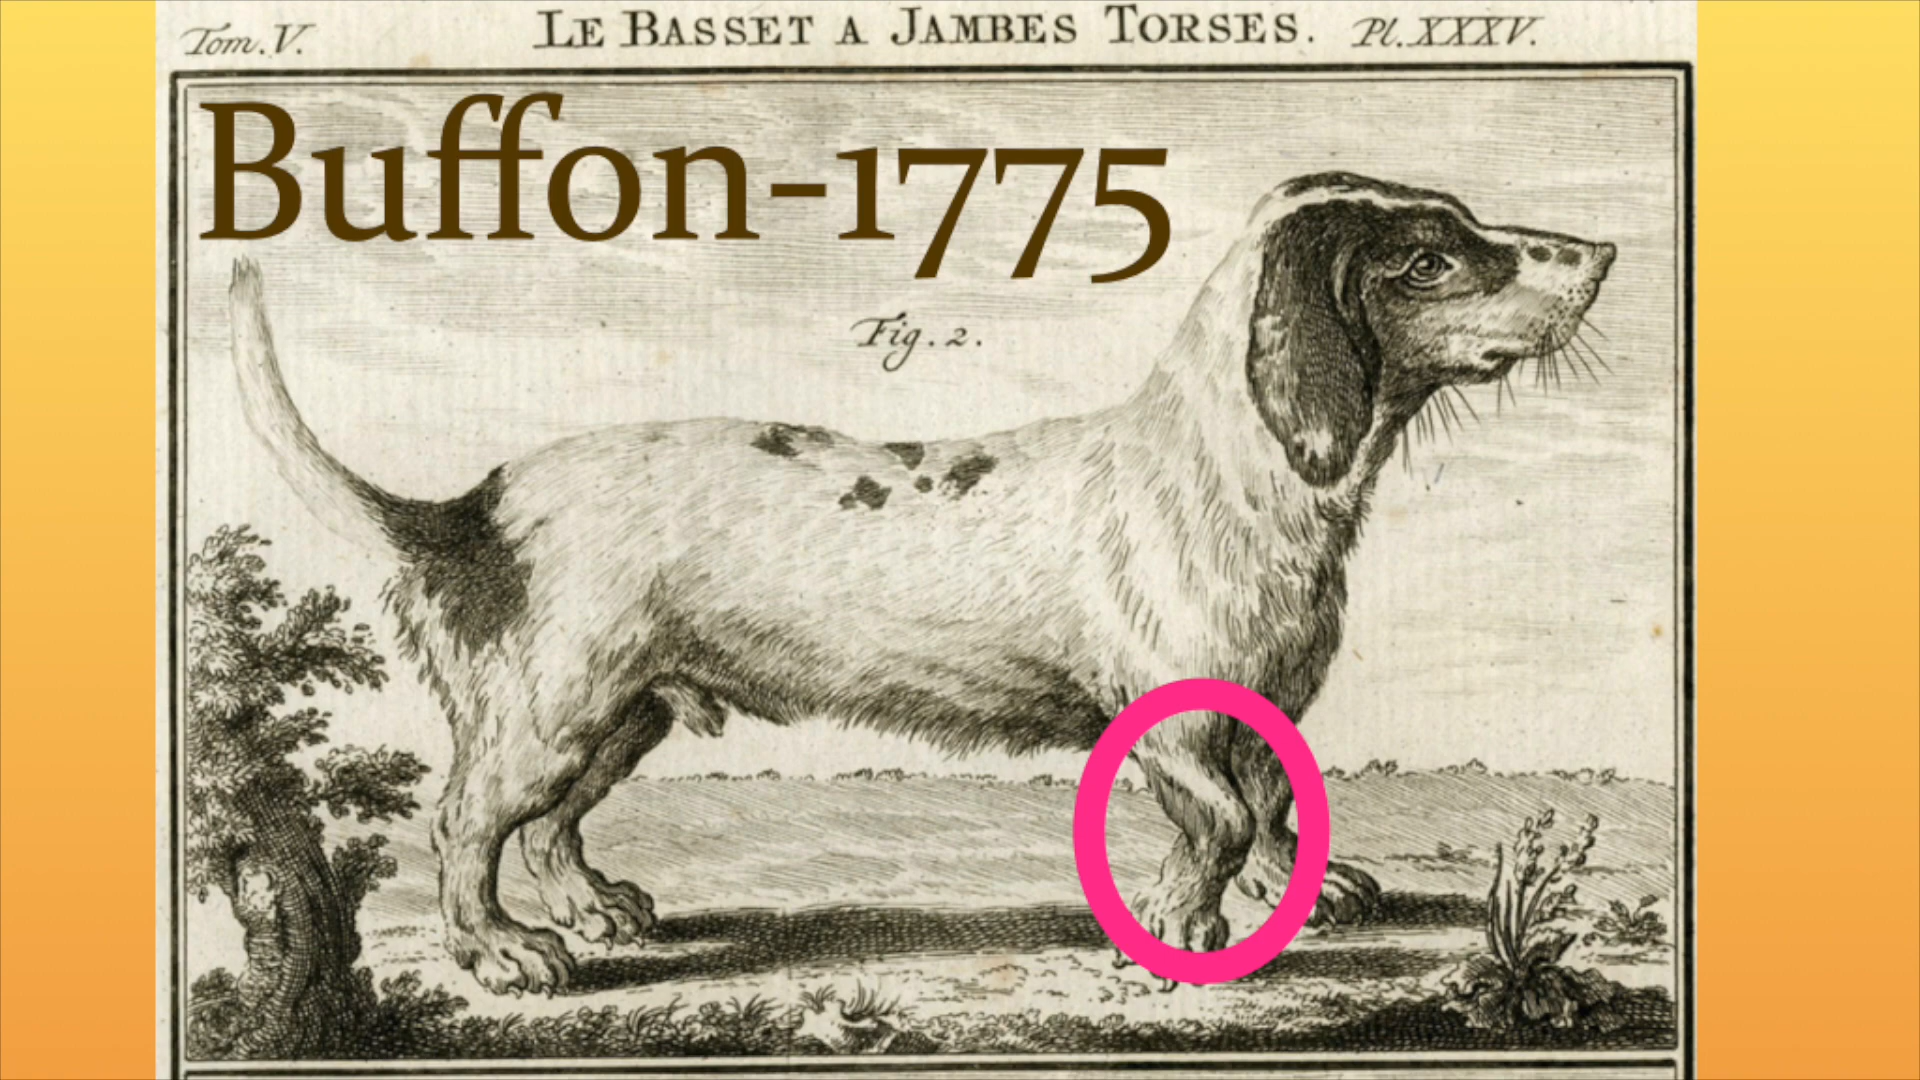 Tom. V. LE BASSET A JAMBES TORSES. Pl. XXXV.
Buffon-1775
Fig. 2.